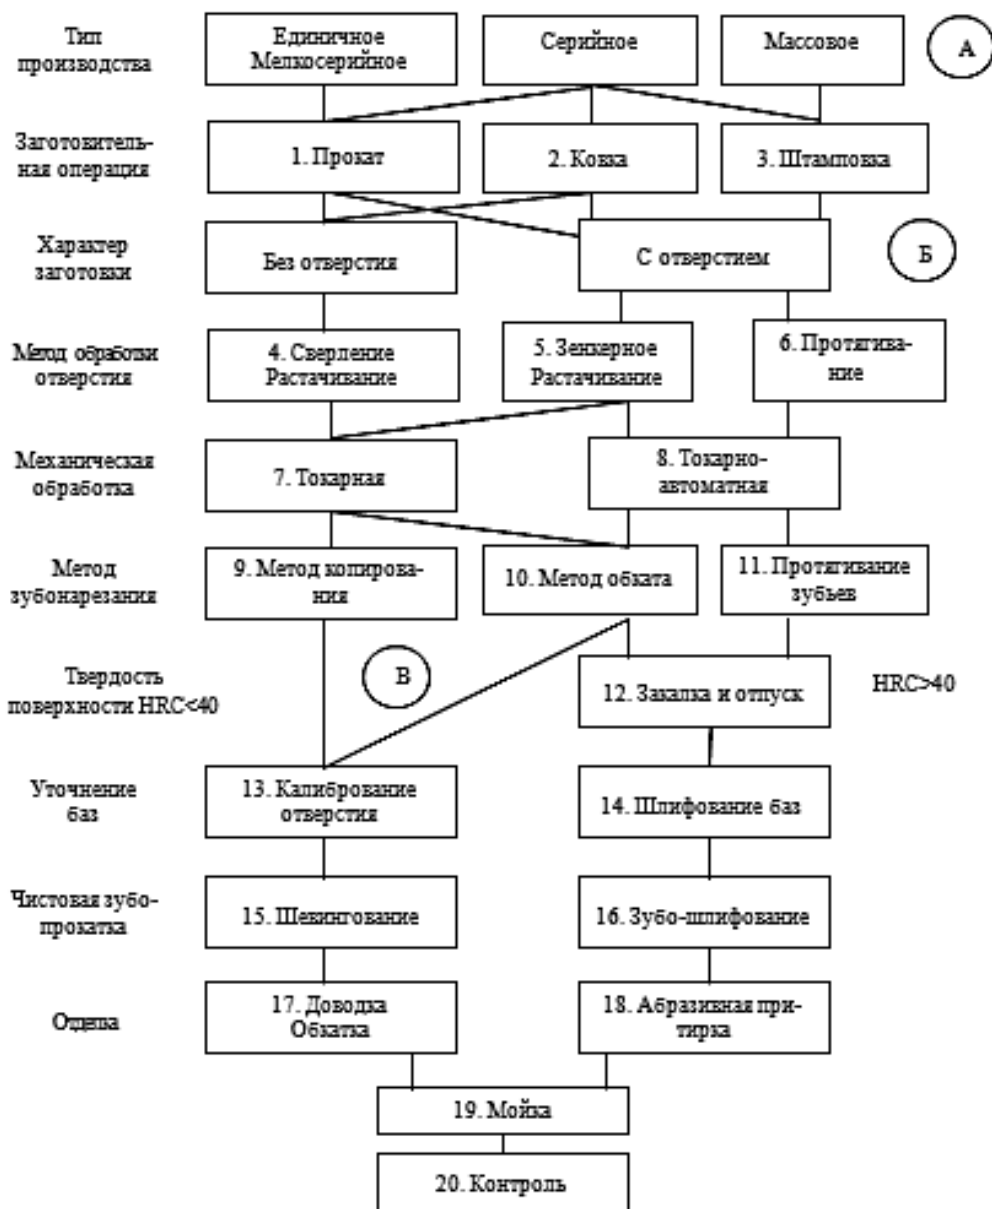 Тип
производства
Единичное
Мелкосерийное
Серийное
Массовое
А
Заготовитель-
ная операция
1. Прокат
2. Ковка
3. Штамповка
Характер
заготовки
Без отверстия
С отверстием
Б
Метод обработки
отверстия
4. Сверление
Растачивание
5. Зенкерное
Растачивание
6. Протягива-
ние
Механическая
обработка
7. Токарная
8. Токарно-
автоматная
Метод
зубонарезания
9. Метод копирова-
ния
10. Метод обката
11. Протягивание
зубьев
Твердость
поверхности HRC<40
В
12. Закалка и отпуск
HRC>40
Уточнение
баз
13. Калибрование
отверстия
14. Шлифование баз
Чистовая зубо-
прокатка
15. Шевингование
16. Зубо-шлифование
Отделка
17. Доводка
Обкатка
18. Абразивная при-
тирка
19. Мойка
20. Контроль